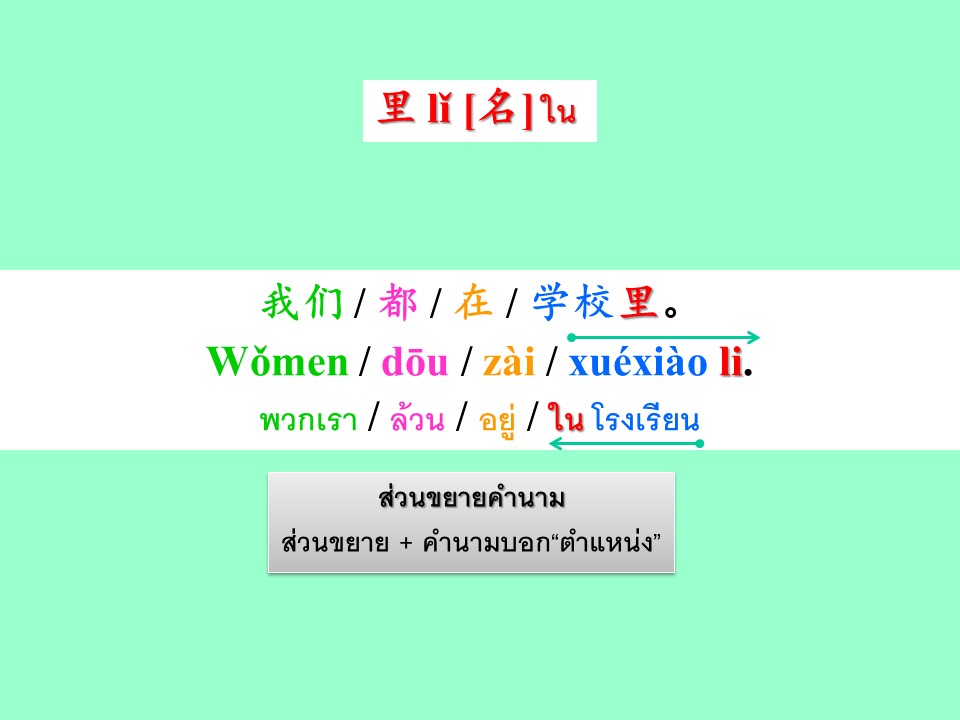 里 lǐ [名] ใน
我们 / 都 / 在 / 学校里。
Wǒmen / dōu / zài / xuéxiào li.
พวกเรา / ล้วน / อยู่ / ใน โรงเรียน
ส่วนขยายคำนาม
ส่วนขยาย + คำนามบอก“ตำแหน่ง”